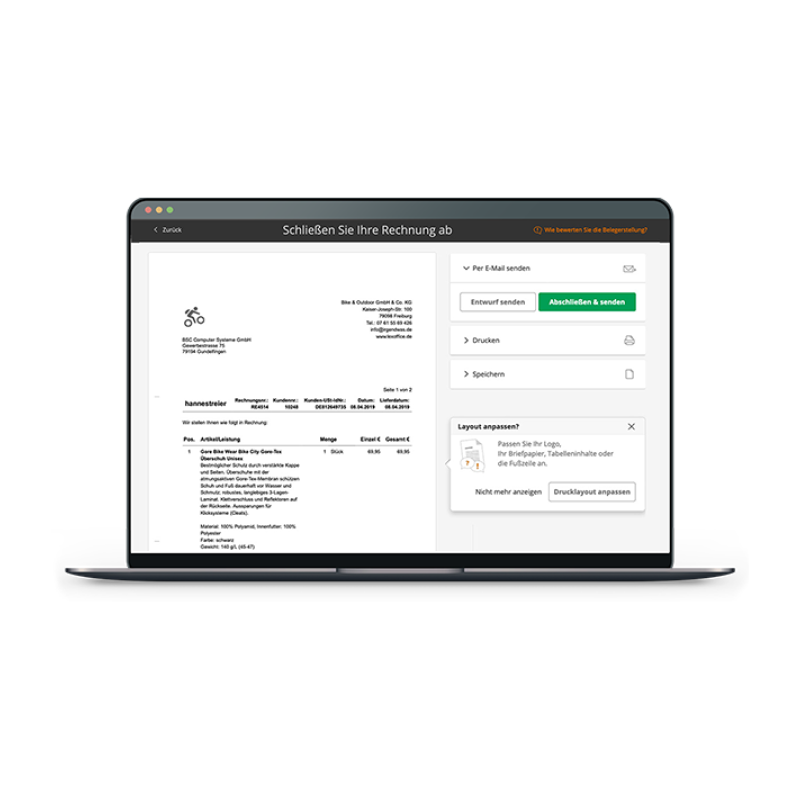 Zurück
Schließen Sie Ihre Rechnung ab
Wie bewerten Sie die Belegerstellung?
Bike & Outdoor GmbH & Co. KG
Kaiser-Joseph-Str. 100
79098 Freiburg
Tel.: 07 61 55 65 426
info@irgendwas.de
www.lexoffice.de
BSC Computer Systeme GmbH
Gewerbestrasse 75
79194 Gundelfingen
Seite 1 von 2
hannestreier
Rechnungsnr.: Kundennr.: Kunden-USt-IdNr.: Datum: Lieferdatum:
RE4514 10248 DE812649735 08.04.2019 08.04.2019
Wir stellen Ihnen wie folgt in Rechnung:
Pos. Artikel/Leistung Menge Einzel € Gesamt €
1 Gore Bike Wear Bike City Gore-Tex 1 Stück 69,95 69,95
Überschuh Unisex
Bestmöglicher Schutz durch verstärkte Kappe
und Seiten. Überschuhe mit der
atmungsaktiven Gore-Tex-Membran schützen
Schuh und Fuß dauerhaft vor Wasser und
Schmutz; robustes, langlebiges 3-Lagen-
Laminat. Klettverschluss und Reflektoren auf
der Rückseite. Aussparungen für
Klicksysteme (Cleats).
Material: 100% Polyamid, Innenfutter: 100%
Polyester
Farbe: schwarz
Gewicht: 140 g/L (45-47)
Per E-Mail senden
Entwurf senden
Abschließen & senden
Drucken
Speichern
Layout anpassen?
Passen Sie Ihr Logo,
Ihr Briefpapier, Tabelleninhalte oder
die Fußzeile an.
Nicht mehr anzeigen
Drucklayout anpassen